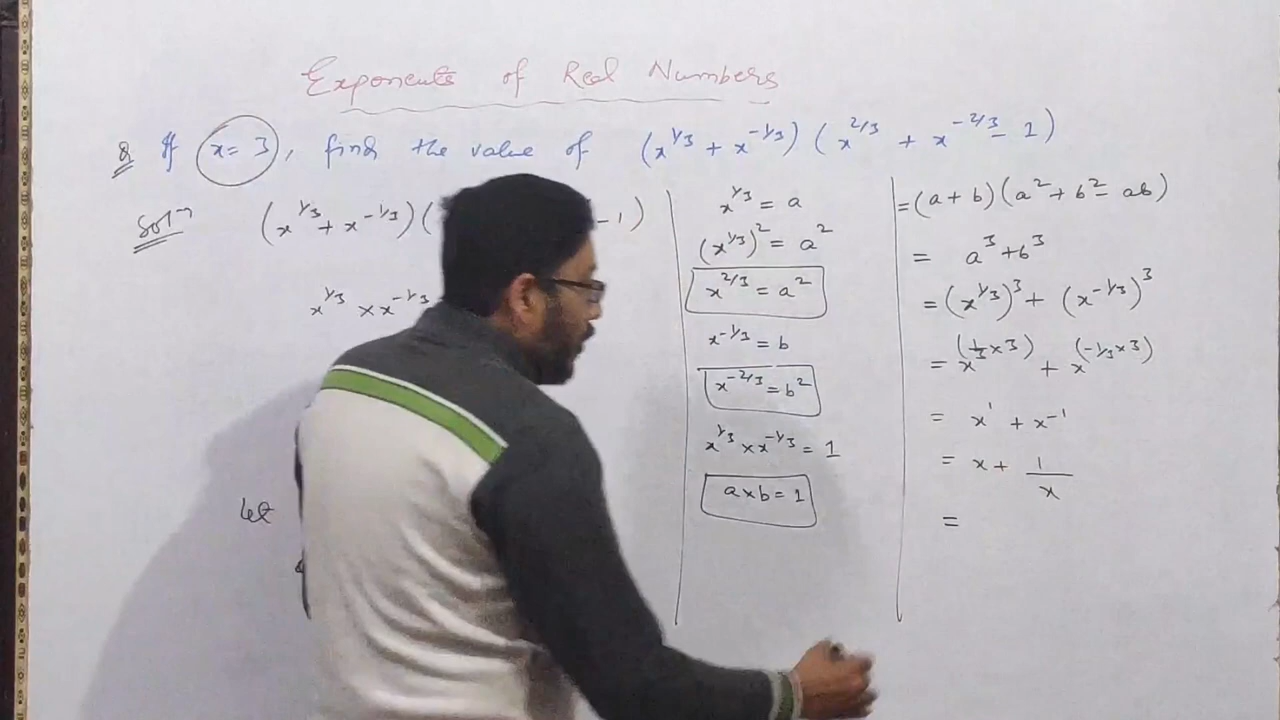 Exponents of Real Numbers
Q If x = 3, find the value of (x^1/3 + x^-1/3) (x^2/3 + x^-2/3 - 1)
Solⁿ
(x^1/3 + x^-1/3) ( - 1)
x^1/3 × x^-1/3
Let
x^1/3 = a
(x^1/3)^2 = a^2
x^2/3 = a^2
x^-1/3 = b
x^-2/3 = b^2
x^1/3 × x^-1/3 = 1
a × b = 1
= (a + b) (a^2 + b^2 - ab)
= a^3 + b^3
= (x^1/3)^3 + (x^-1/3)^3
= x^(1/3 × 3) + x^(-1/3 × 3)
= x^1 + x^-1
= x + 1/x
=